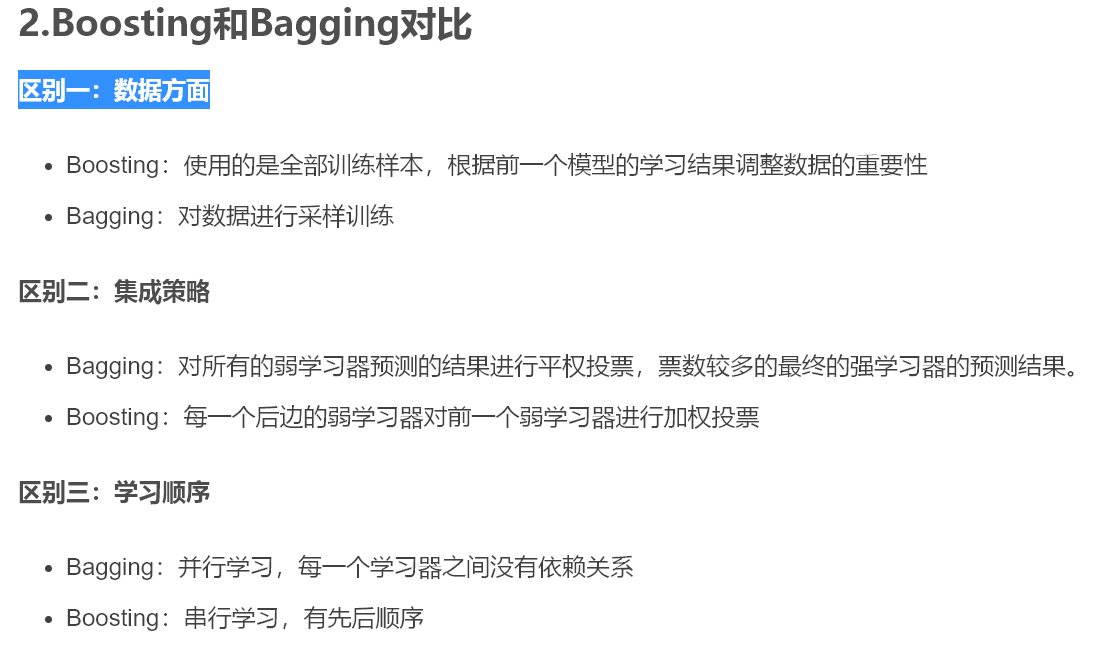 2.Boosting和Bagging对比
区别一：数据方面
Boosting：使用的是全部训练样本，根据前一个模型的学习结果调整数据的重要性
Bagging：对数据进行采样训练
区别二：集成策略
Bagging：对所有的弱学习器预测的结果进行平权投票，票数较多的最终的强学习器的预测结果。
Boosting：每一个后边的弱学习器对前一个弱学习器进行加权投票
区别三：学习顺序
Bagging：并行学习，每一个学习器之间没有依赖关系
Boosting：串行学习，有先后顺序